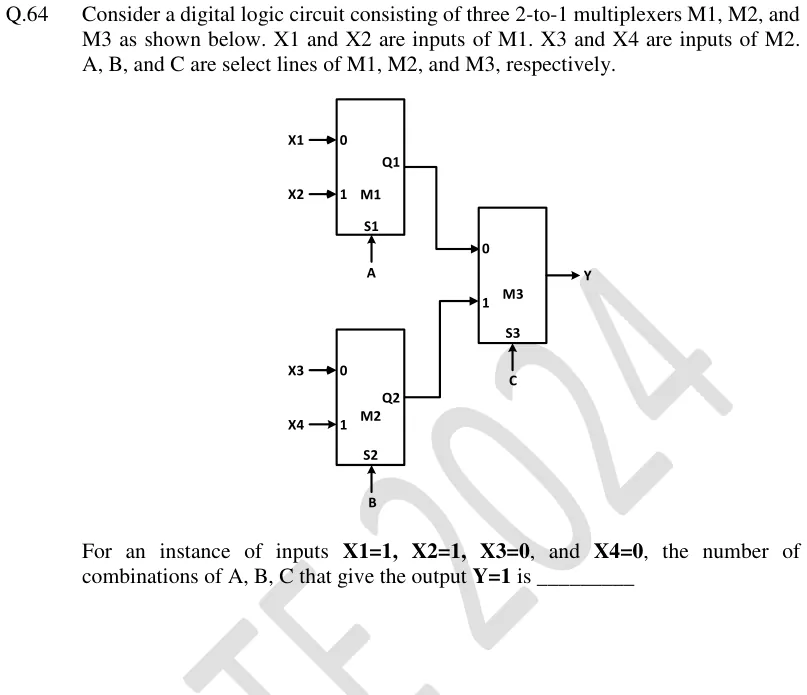 Q.64 Consider a digital logic circuit consisting of three 2-to-1 multiplexers M1, M2, and
M3 as shown below. X1 and X2 are inputs of M1. X3 and X4 are inputs of M2.
A, B, and C are select lines of M1, M2, and M3, respectively.
X1 0
Q1
X2 1 M1
S1
A
0
Y
1 M3
S3
C
X3 0
Q2
X4 1 M2
S2
B
For an instance of inputs X1=1, X2=1, X3=0, and X4=0, the number of
combinations of A, B, C that give the output Y=1 is _________
TE 2024